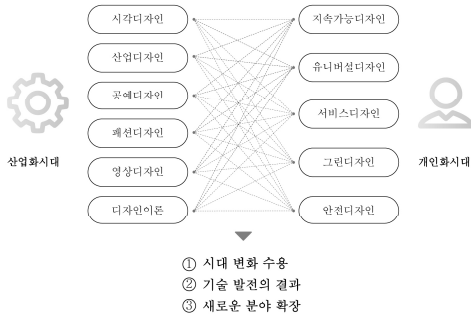 시각디자인
산업디자인
공예디자인
패션디자인
영상디자인
디자인이론
산업화시대
지속가능디자인
유니버설디자인
서비스디자인
그린디자인
안전디자인
개인화시대
① 시대 변화 수용
② 기술 발전의 결과
③ 새로운 분야 확장